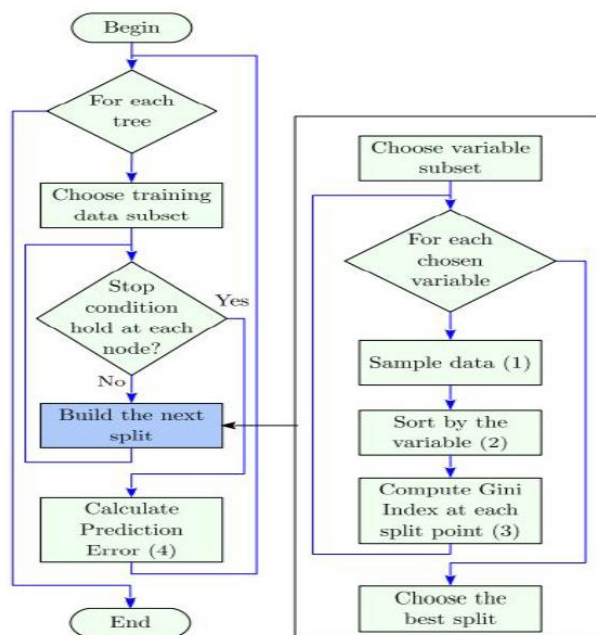 Begin
For each
tree
Choose training
data subset
Stop
condition
hold at each
node?
Yes
No
Build the next
split
Calculate
Prediction
Error (4)
End
Choose variable
subset
For each
chosen
variable
Sample data (1)
Sort by the
variable (2)
Compute Gini
Index at each
split point (3)
Choose the
best split